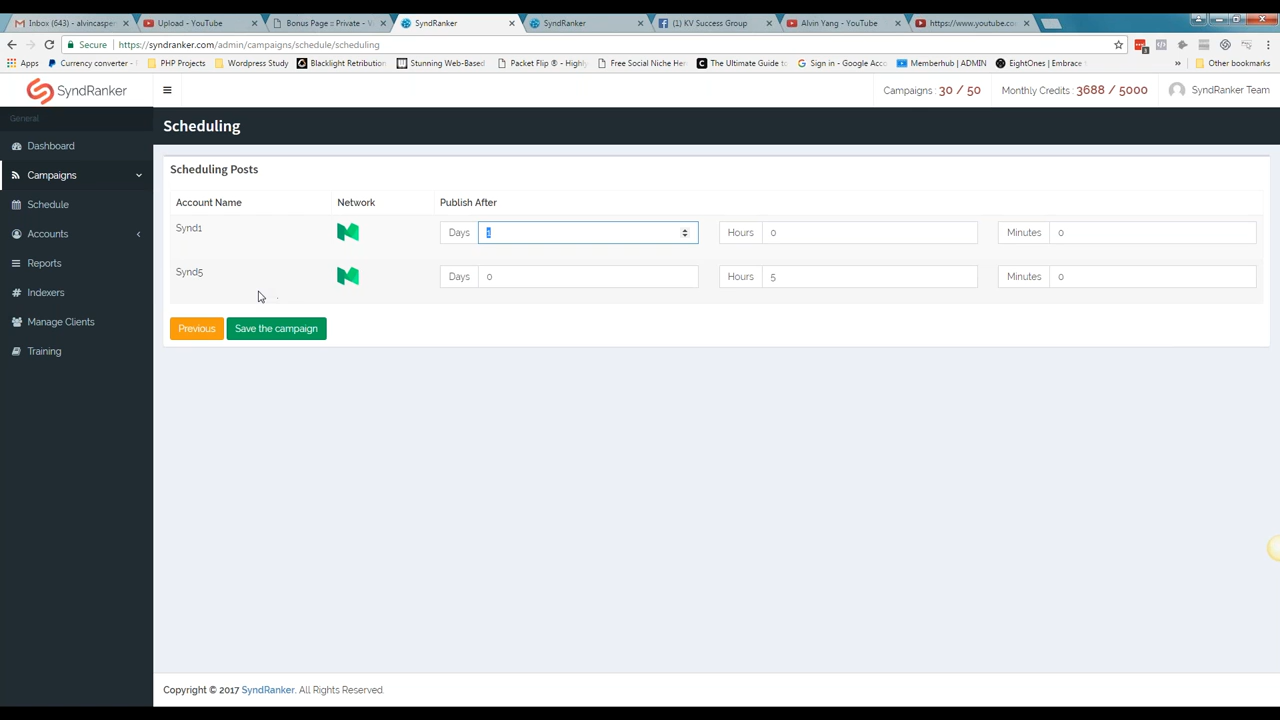 Inbox (643) - alvincasper
Upload - YouTube
Bonus Page :: Private - V
SyndRanker
SyndRanker
(1) KV Success Group
Alvin Yang - YouTube
https://www.youtube.co
Secure
https://syndranker.com/admin/campaigns/schedule/scheduling
Apps
Currency converter -
PHP Projects
Wordpress Study
Blacklight Retribution
Stunning Web-Based
Packet Flip ® - Highly
Free Social Niche Her
The Ultimate Guide to
Sign in - Google Acco
Memberhub | ADMIN
EightOnes | Embrace
»
Other bookmarks
SyndRanker
Campaigns : 30 / 50
Monthly Credits : 3688 / 5000
SyndRanker Team
General
Scheduling
Dashboard
Campaigns
Schedule
Accounts
Reports
Indexers
Manage Clients
Training
Scheduling Posts
Account Name
Network
Publish After
Synd1
Days 1
Hours 0
Minutes 0
Synd5
Days 0
Hours 5
Minutes 0
Previous
Save the campaign
Copyright © 2017 SyndRanker. All Rights Reserved.